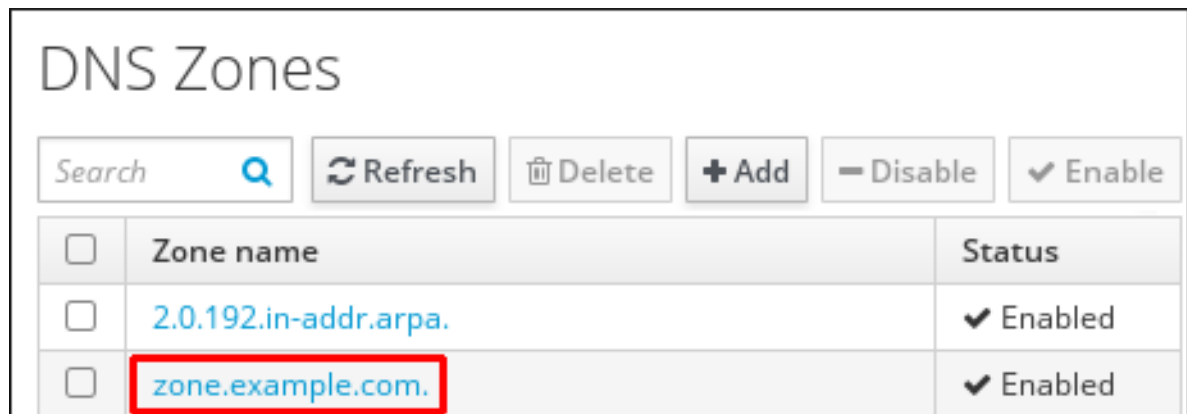 DNS Zones
Search Refresh Delete Add Disable Enable
Zone name Status
2.0.192.in-addr.arpa. Enabled
zone.example.com. Enabled